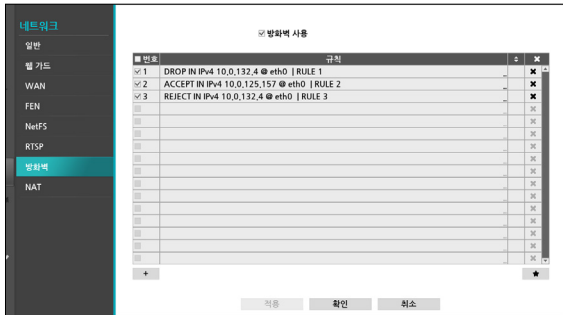 네트워크
일반
웹 가드
WAN
FEN
NetFS
RTSP
방화벽
NAT
방화벽 사용
번호 규칙
1 DROP IN IPv4 10,0,132,4 @ eth0 | RULE 1
2 ACCEPT IN IPv4 10,0,125,157 @ eth0 | RULE 2
3 REJECT IN IPv4 10,0,132,4 @ eth0 | RULE 3
+
적용 확인 취소